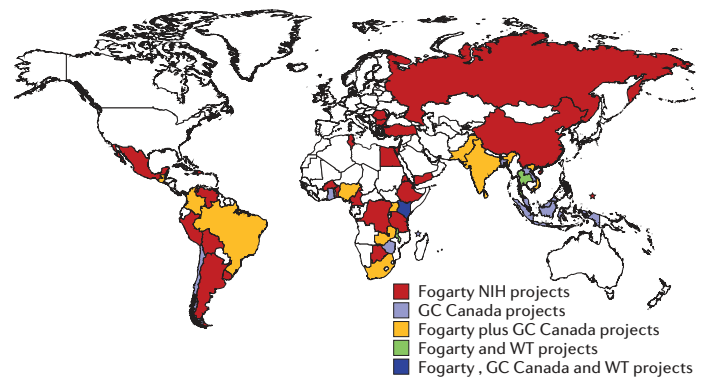 Fogarty NIH projects
GC Canada projects
Fogarty plus GC Canada projects
Fogarty and WT projects
Fogarty , GC Canada and WT projects